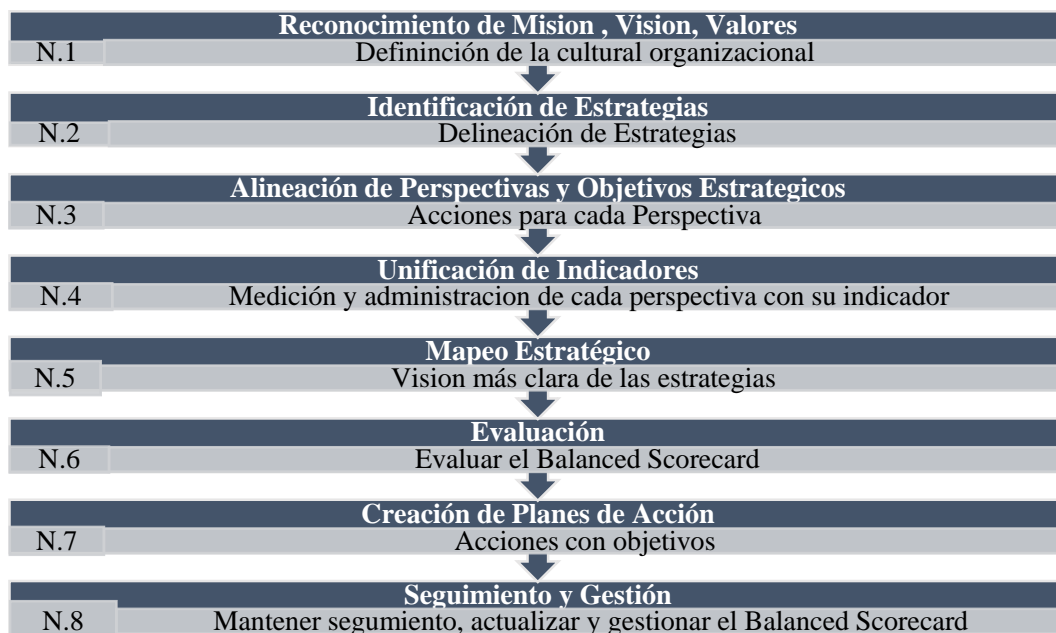 Reconocimiento de Mision , Vision, Valores
N.1 Defininción de la cultural organizacional
Identificación de Estrategias
N.2 Delineación de Estrategias
Alineación de Perspectivas y Objetivos Estrategicos
N.3 Acciones para cada Perspectiva
Unificación de Indicadores
N.4 Medición y administracion de cada perspectiva con su indicador
Mapeo Estratégico
N.5 Vision más clara de las estrategias
Evaluación
N.6 Evaluar el Balanced Scorecard
Creación de Planes de Acción
N.7 Acciones con objetivos
Seguimiento y Gestión
N.8 Mantener segumiento, actualizar y gestionar el Balanced Scorecard